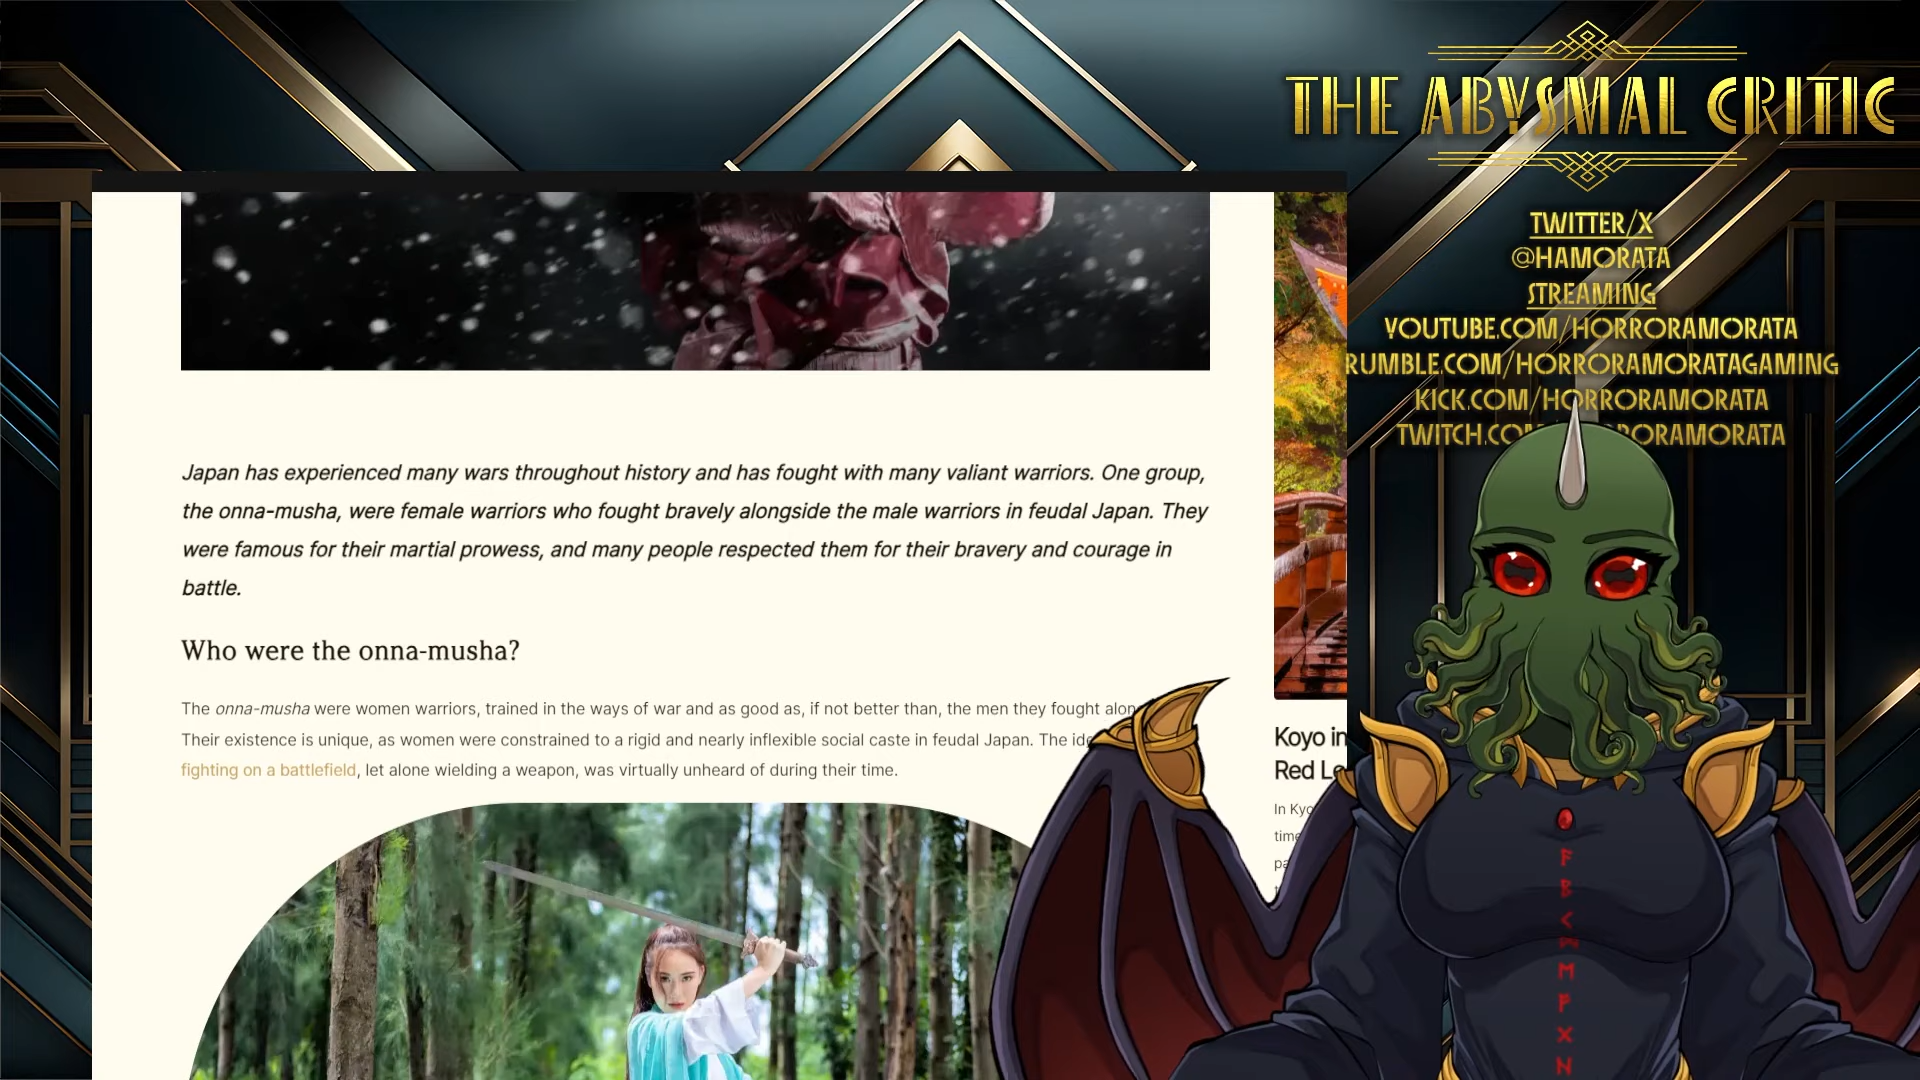 THE ABYSMAL CRITIC
TWITTER/X
@HAMORATA
STREAMING
YOUTUBE.COM/HORRORAMORATA
RUMBLE.COM/HORRORAMORATAGAMING
KICK.COM/HORRORAMORATA
Japan has experienced many wars throughout history and has fought with many valiant warriors. One group,
the onna-musha, were female warriors who fought bravely alongside the male warriors in feudal Japan. They
were famous for their martial prowess, and many people respected them for their bravery and courage in
battle.
Who were the onna-musha?
The onna-musha were women warriors, trained in the ways of war and as good as, if not better than, the men they fought
Their existence is unique, as women were constrained to a rigid and nearly inflexible social caste in feudal Japan. The
fighting on a battlefield, let alone wielding a weapon, was virtually unheard of during their time.
Koyo in
Red
In